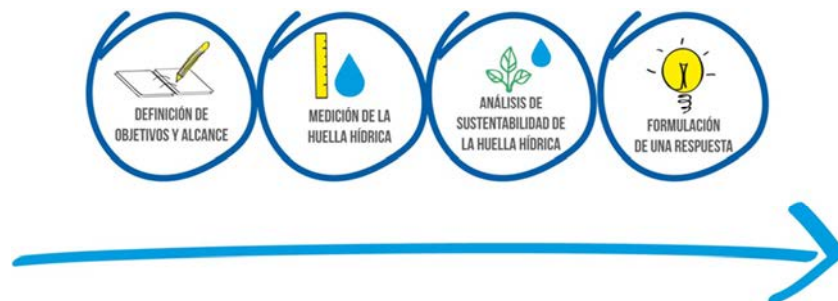 DEFINICIÓN DE
OBJETIVOS Y ALCANCE
MEDICIÓN DE LA
HUELLA HÍDRICA
ANÁLISIS DE
SUSTENTABILIDAD DE
LA HUELLA HÍDRICA
FORMULACIÓN
DE UNA RESPUESTA